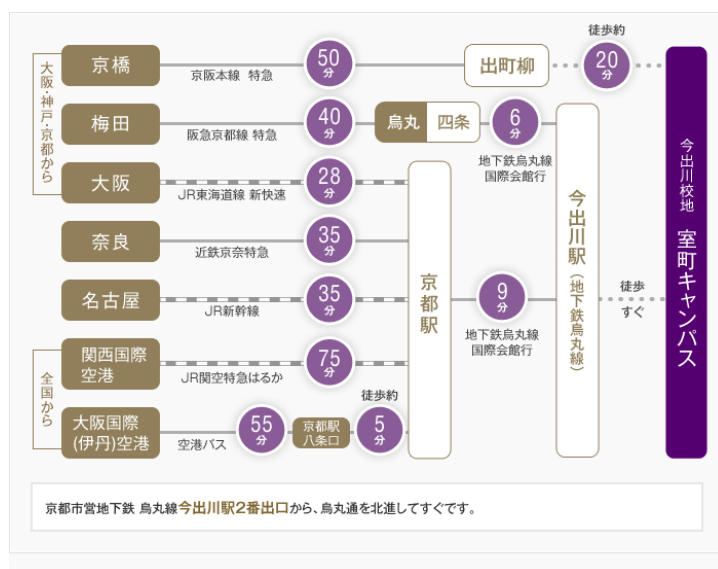 大阪・神戸・京都から
京橋
京阪本線 特急
50分
出町柳
徒歩約
20分
梅田
阪急京都線 特急
40分
烏丸 四条
6分
地下鉄烏丸線
国際会館行
大阪
JR東海道線 新快速
28分
奈良
近鉄京奈特急
35分
名古屋
JR新幹線
35分
全国から
関西国際
空港
JR関空特急はるか
75分
大阪国際
(伊丹)空港
空港バス
55分
京都駅
八条口
徒歩約
5分
京都駅
9分
地下鉄烏丸線
国際会館行
今出川駅(地下鉄烏丸線)
徒歩
すぐ
今出川校地 室町キャンパス
京都市営地下鉄 烏丸線今出川駅2番出口から、烏丸通を北進してすぐです。